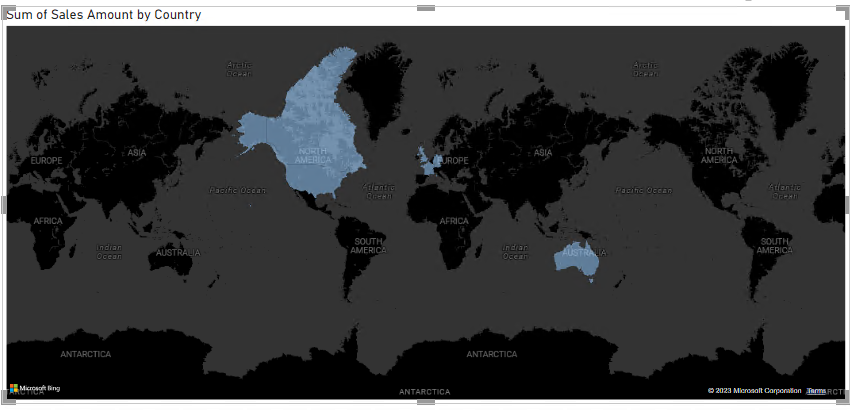 Sum of Sales Amount by Country
Arctic
Ocean
Arctic
Ocean
EUROPE
ASIA
NORTH
AMERICA
EUROPE
ASIA
NORTH
AMERICA
Pacific Ocean
Atlantic
Ocean
Pacific Ocean
Atlantic
Ocean
AFRICA
AFRICA
Indian
Ocean
AUSTRALIA
SOUTH
AMERICA
Indian
Ocean
AUSTRALIA
SOUTH
AMERICA
ANTARCTICA
ANTARCTICA
Microsoft Bing
© 2023 Microsoft Corporation Terms
ANTARCTICA